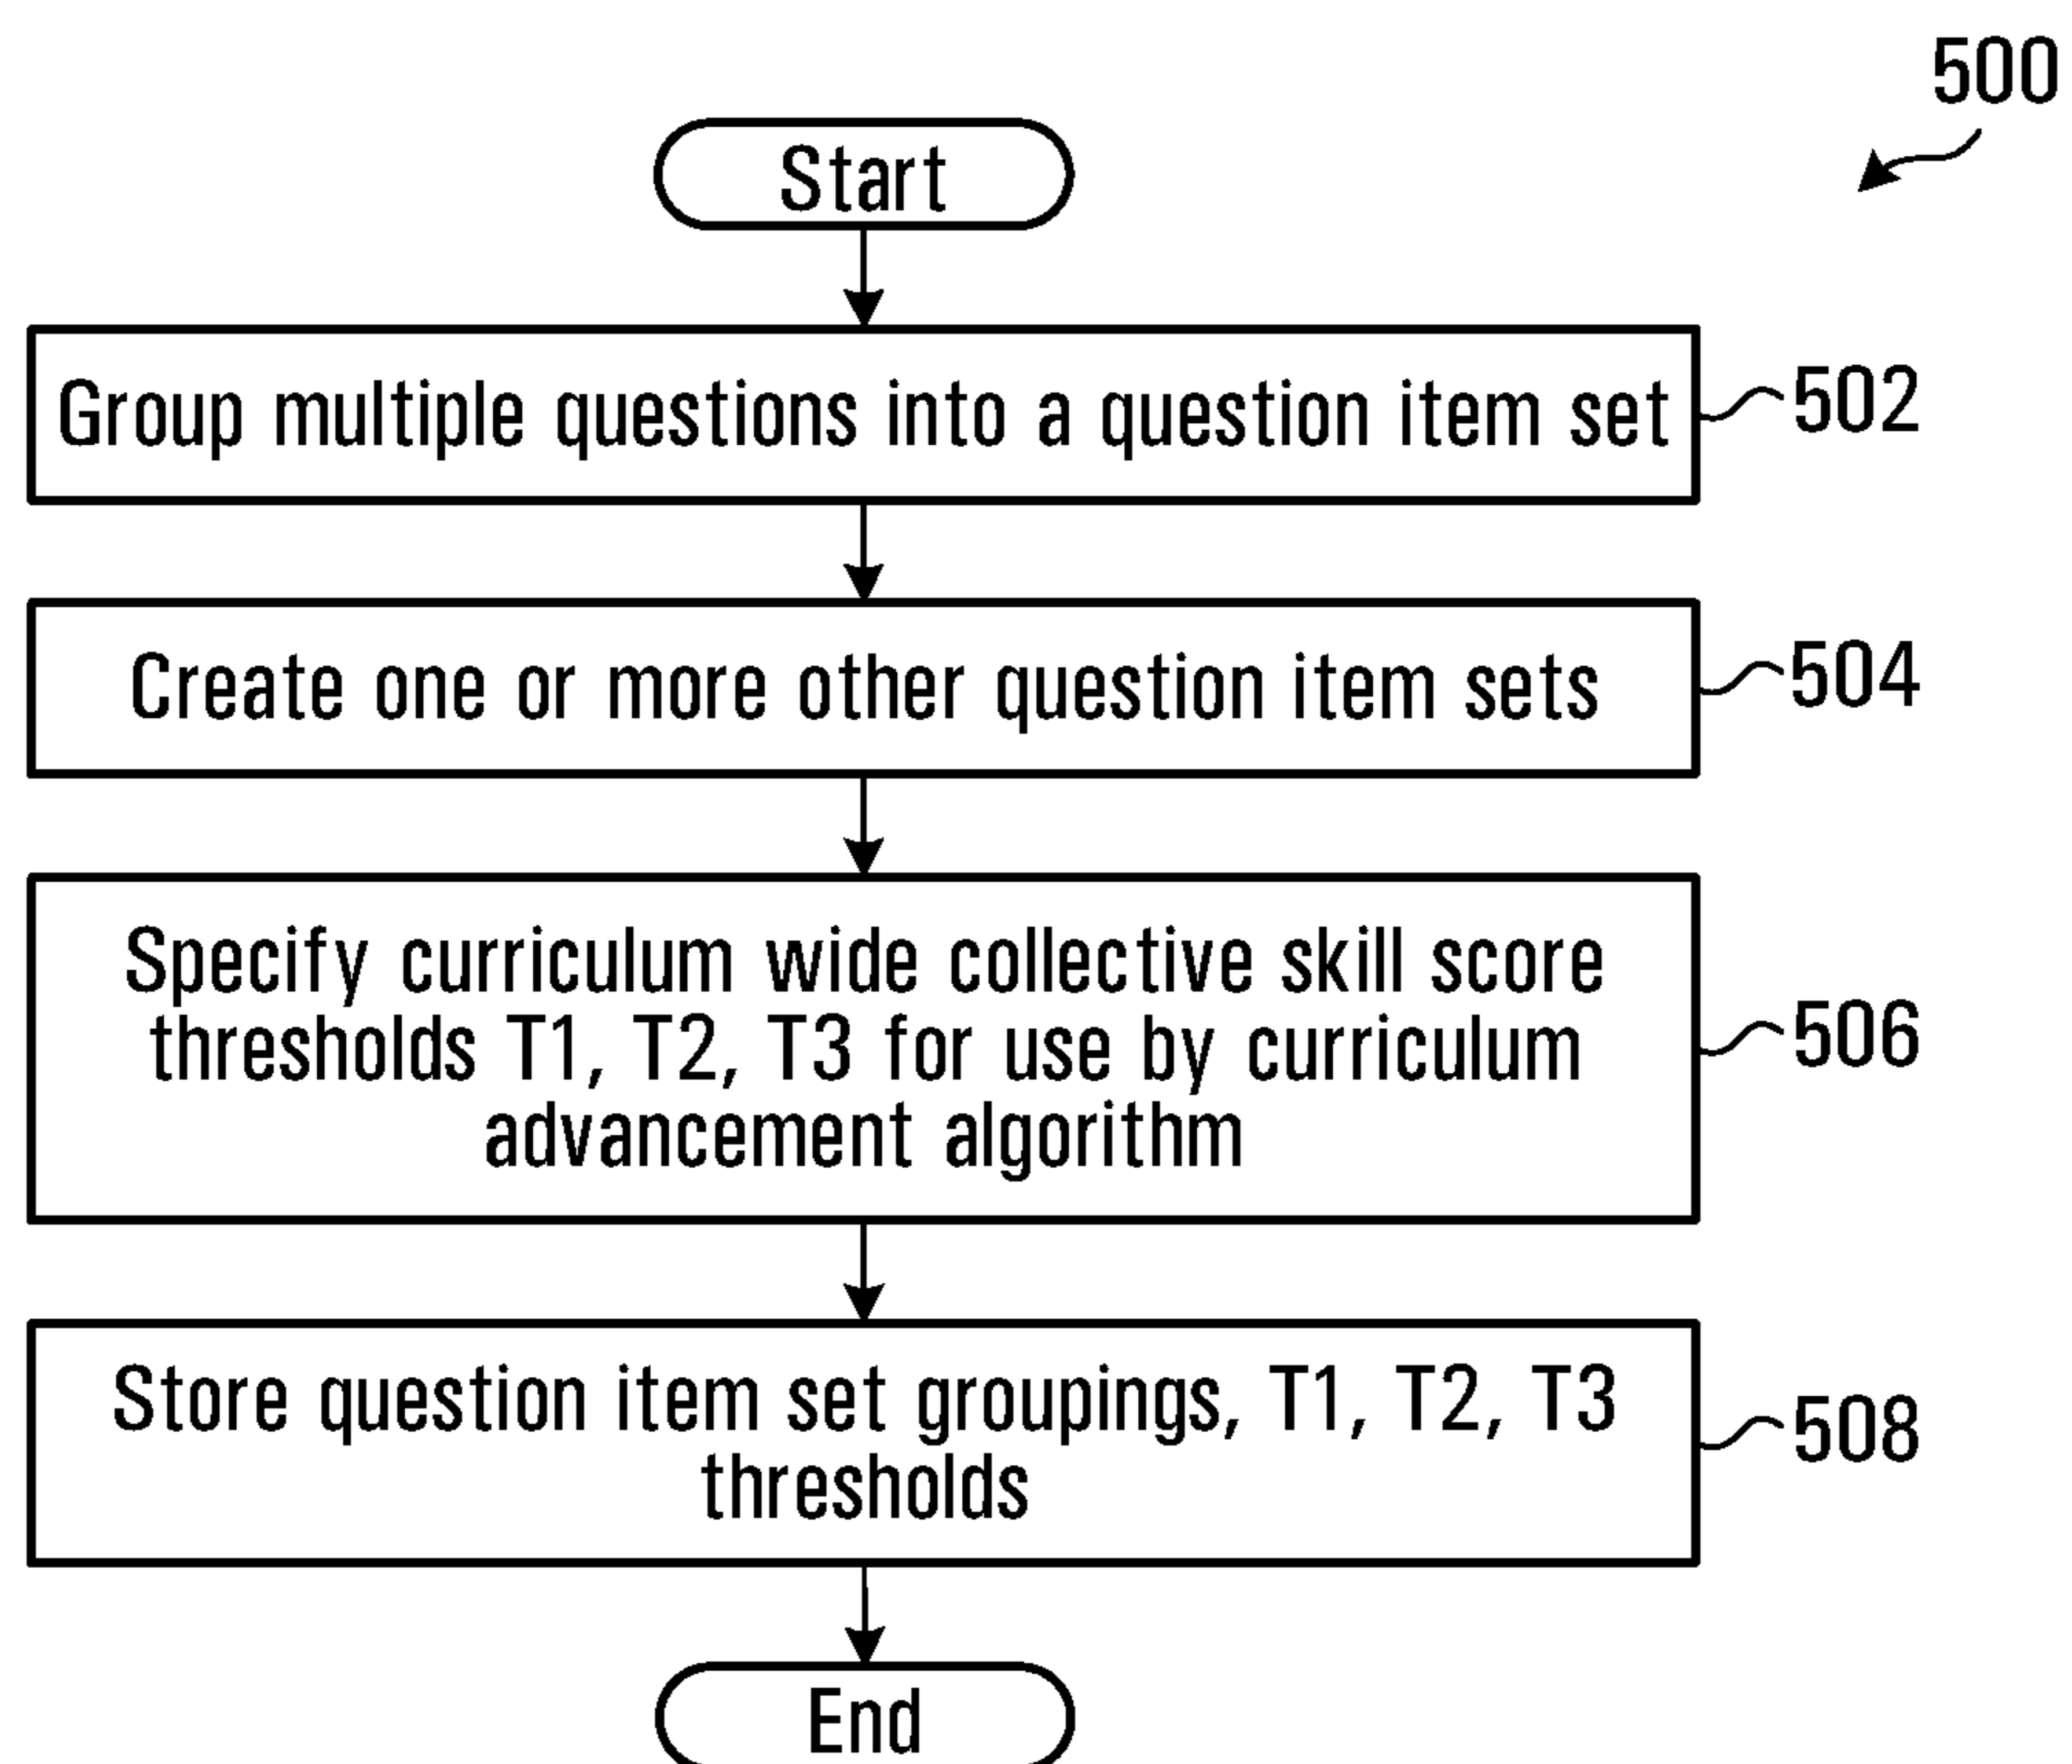 500
Start
Group multiple questions into a question item set
502
Create one or more other question item sets
504
Specify curriculum wide collective skill score
thresholds T1, T2, T3 for use by curriculum
advancement algorithm
506
Store question item set groupings, T1, T2, T3
thresholds
508
End